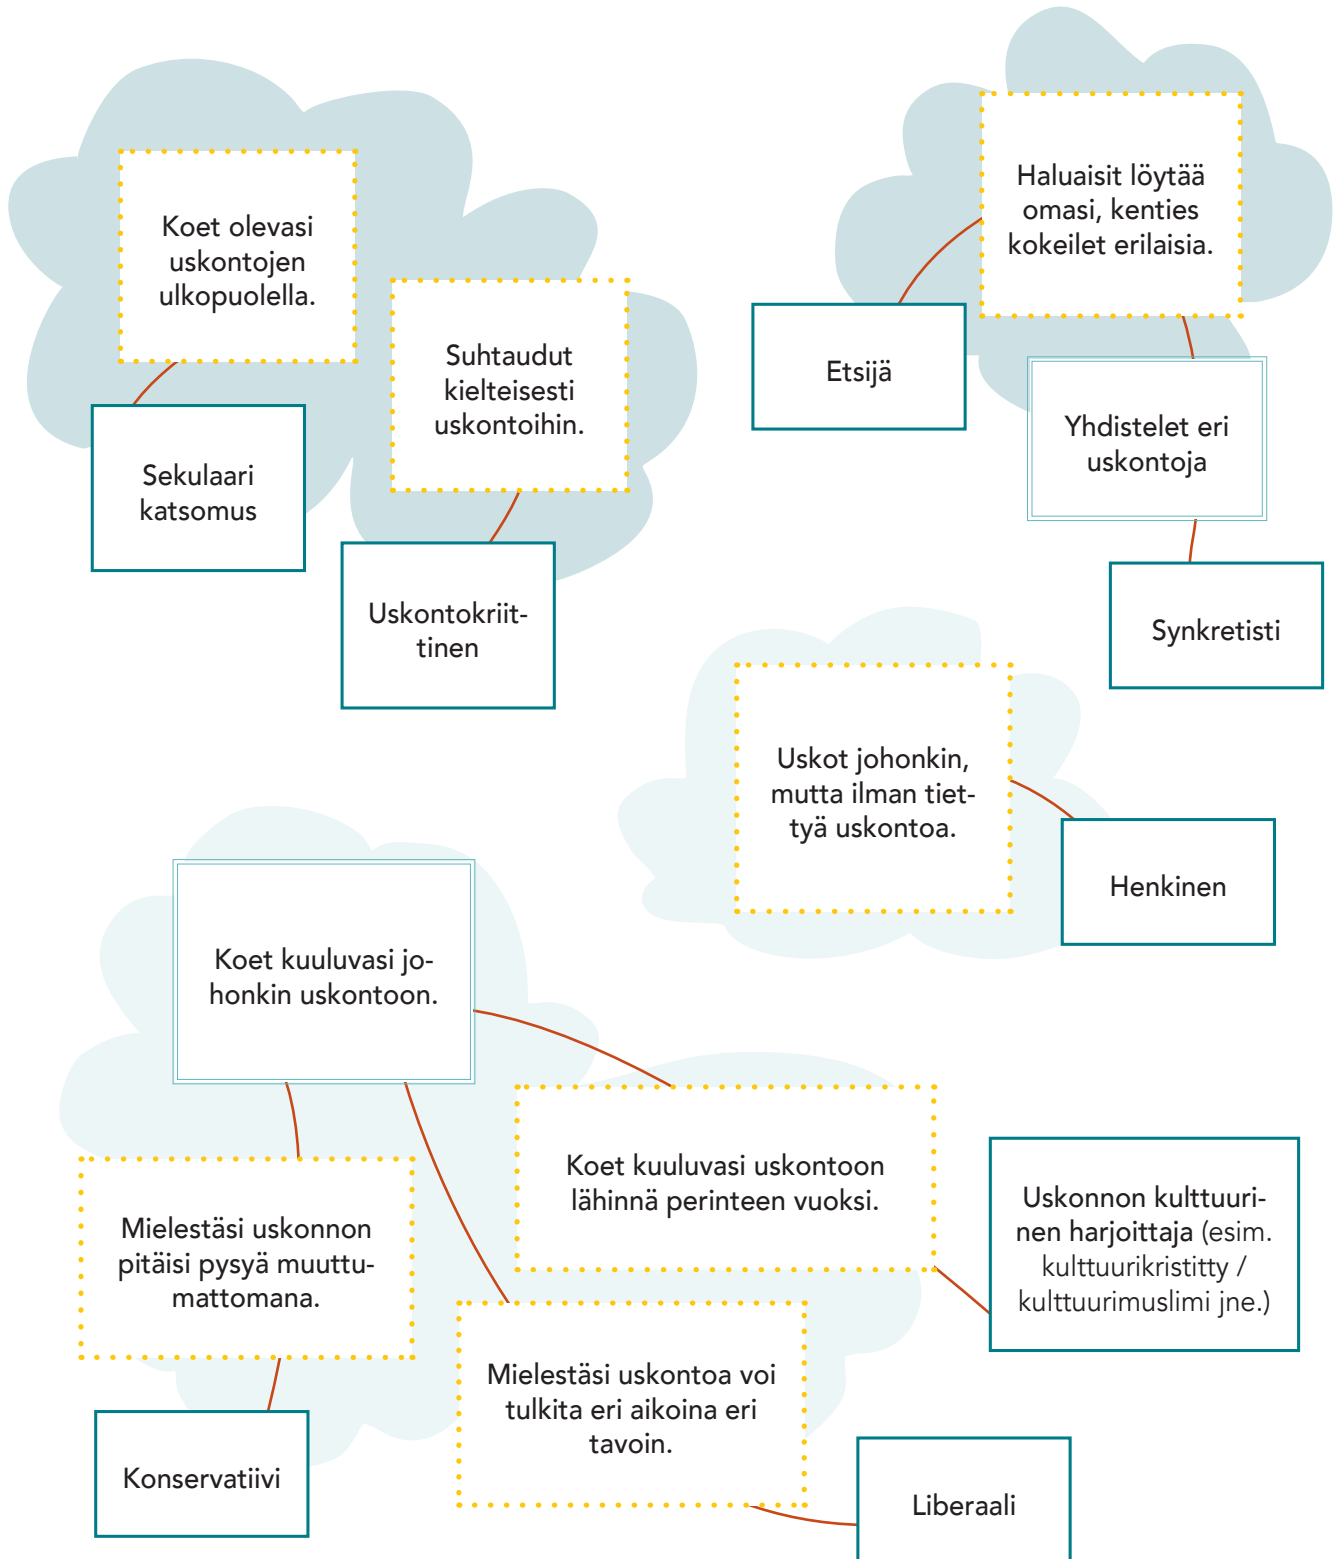 Koet olevasi
uskontojen
ulkopuolella.
Sekulaari
katsomus
Suhtaudut
kielteisesti
uskontoihin.
Uskontokriit-
tinen
Haluaisit löytää
omasi, kenties
kokeilet erilaisia.
Etsijä
Yhdistelet eri
uskontoja
Synkretisti
Uskot johonkin,
mutta ilman tiet-
tyä uskontoa.
Henkinen
Koet kuuluvasi jo-
honkin uskontoon.
Koet kuuluvasi uskontoon
lähinnä perinteen vuoksi.
Uskonnon kulttuuri-
nen harjoittaja (esim.
kulttuurikristitty /
kulttuurimuslimi jne.)
Mielestäsi uskonnon
pitäisi pysyä muuttu-
mattomana.
Konservatiivi
Mielestäsi uskontoa voi
tulkita eri aikoina eri
tavoin.
Liberaali